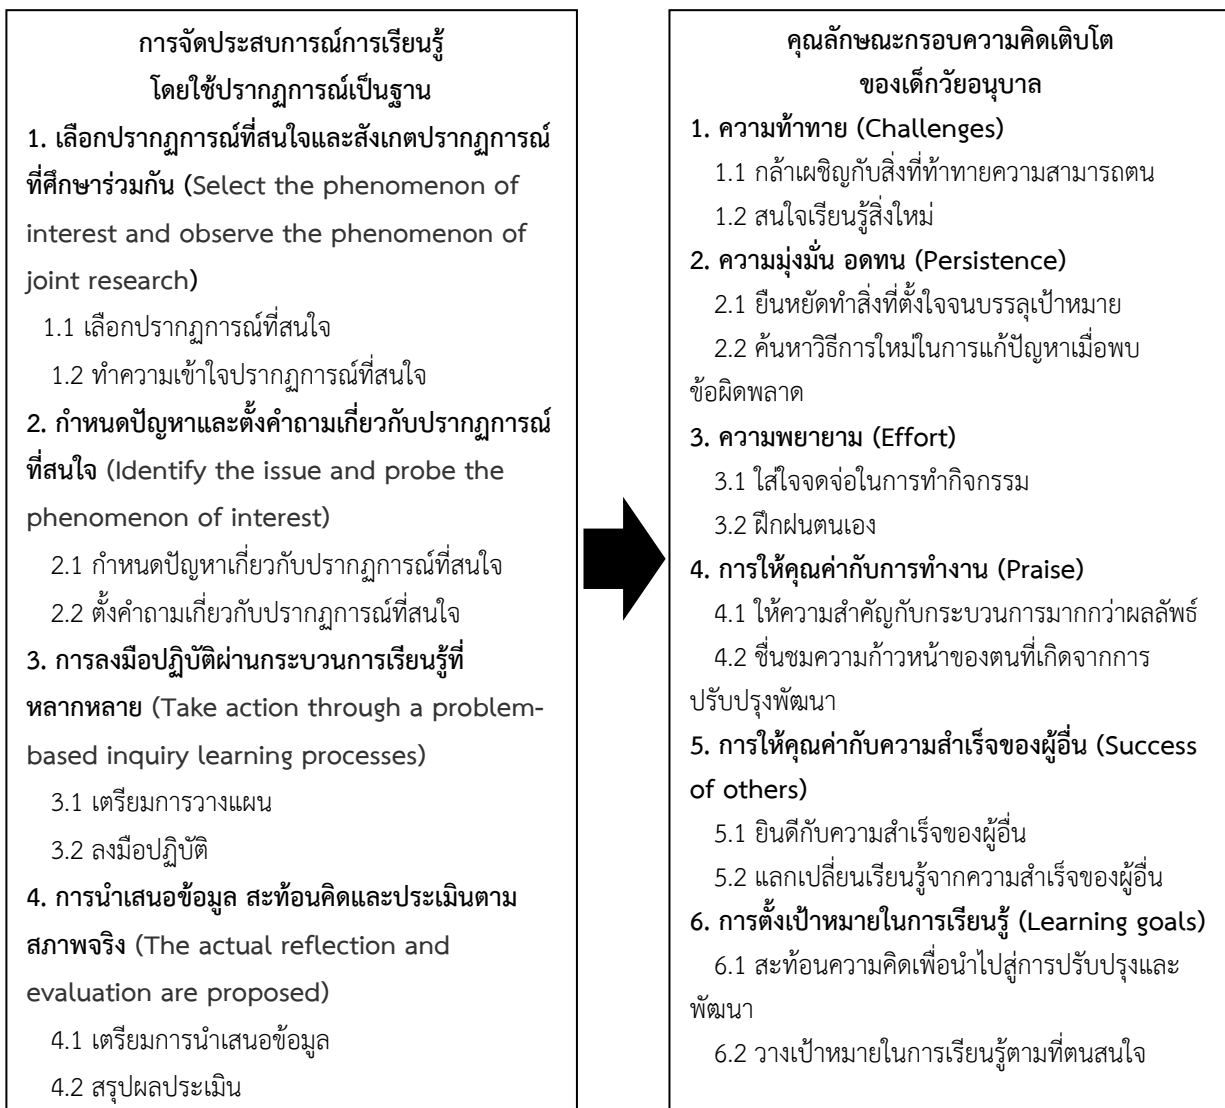 การจัดประสบการณ์การเรียนรู้
โดยใช้ปรากฏการณ์เป็นฐาน
1. เลือกปรากฏการณ์ที่สนใจและสังเกตปรากฏการณ์
ที่ศึกษาร่วมกัน (Select the phenomenon of
interest and observe the phenomenon of
joint research)
1.1 เลือกปรากฏการณ์ที่สนใจ
1.2 ทำความเข้าใจปรากฏการณ์ที่สนใจ
2. กำหนดปัญหาและตั้งคำถามเกี่ยวกับปรากฏการณ์
ที่สนใจ (Identify the issue and probe the
phenomenon of interest)
2.1 กำหนดปัญหาเกี่ยวกับปรากฏการณ์ที่สนใจ
2.2 ตั้งคำถามเกี่ยวกับปรากฏการณ์ที่สนใจ
3. การลงมือปฏิบัติผ่านกระบวนการเรียนรู้ที่
หลากหลาย (Take action through a problem-
based inquiry learning processes)
3.1 เตรียมการวางแผน
3.2 ลงมือปฏิบัติ
4. การนำเสนอข้อมูล สะท้อนคิดและประเมินตาม
สภาพจริง (The actual reflection and
evaluation are proposed)
4.1 เตรียมการนำเสนอข้อมูล
4.2 สรุปผลประเมิน
คุณลักษณะกรอบความคิดเติบโต
ของเด็กวัยอนุบาล
1. ความท้าทาย (Challenges)
1.1 กล้าเผชิญกับสิ่งที่ท้าทายความสามารถตน
1.2 สนใจเรียนรู้สิ่งใหม่
2. ความมุ่งมั่น อดทน (Persistence)
2.1 ยืนหยัดทำสิ่งที่ตั้งใจจนบรรลุเป้าหมาย
2.2 ค้นหาวิธีการใหม่ในการแก้ปัญหาเมื่อพบ
ข้อผิดพลาด
3. ความพยายาม (Effort)
3.1 ใส่ใจจดจ่อในการทำกิจกรรม
3.2 ฝึกฝนตนเอง
4. การให้คุณค่ากับการทำงาน (Praise)
4.1 ให้ความสำคัญกับกระบวนการมากกว่าผลลัพธ์
4.2 ชื่นชมความก้าวหน้าของตนที่เกิดจากการ
ปรับปรุงพัฒนา
5. การให้คุณค่ากับความสำเร็จของผู้อื่น (Success
of others)
5.1 ยินดีกับความสำเร็จของผู้อื่น
5.2 แลกเปลี่ยนเรียนรู้จากความสำเร็จของผู้อื่น
6. การตั้งเป้าหมายในการเรียนรู้ (Learning goals)
6.1 สะท้อนความคิดเพื่อนำไปสู่การปรับปรุงและ
พัฒนา
6.2 วางเป้าหมายในการเรียนรู้ตามที่ตนสนใจ